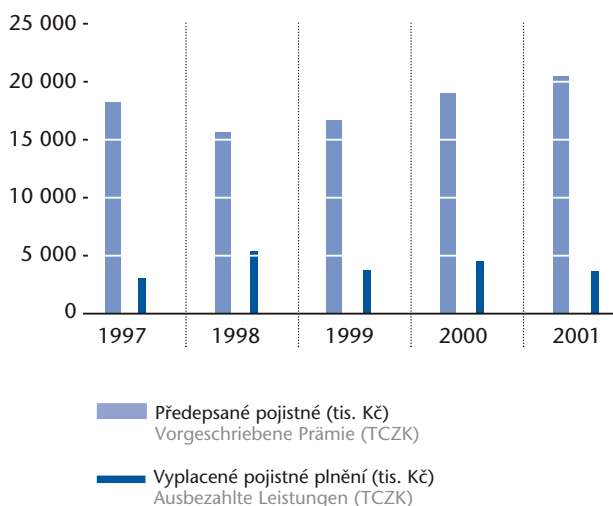 25 000 -
20 000 -
15 000 -
10 000 -
5 000 -
0
1997 1998 1999 2000 2001
Předepsané pojistné (tis. Kč)
Vorgeschriebene Prämie (TCZK)
Vyplacené pojistné plnění (tis. Kč)
Ausbezahlte Leistungen (TCZK)